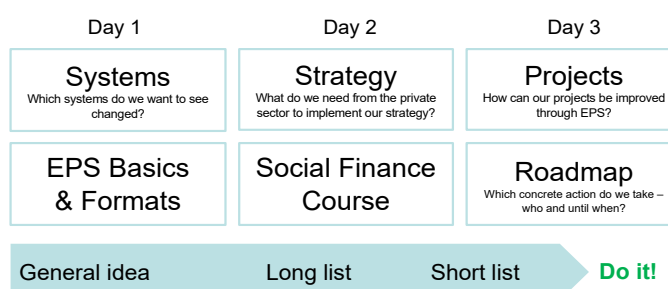 Day 1
Day 2
Day 3
Systems
Which systems do we want to see
changed?
Strategy
What do we need from the private
sector to implement our strategy?
Projects
How can our projects be improved
through EPS?
EPS Basics
& Formats
Social Finance
Course
Roadmap
Which concrete action do we take –
who and until when?
General idea
Long list
Short list
Do it!